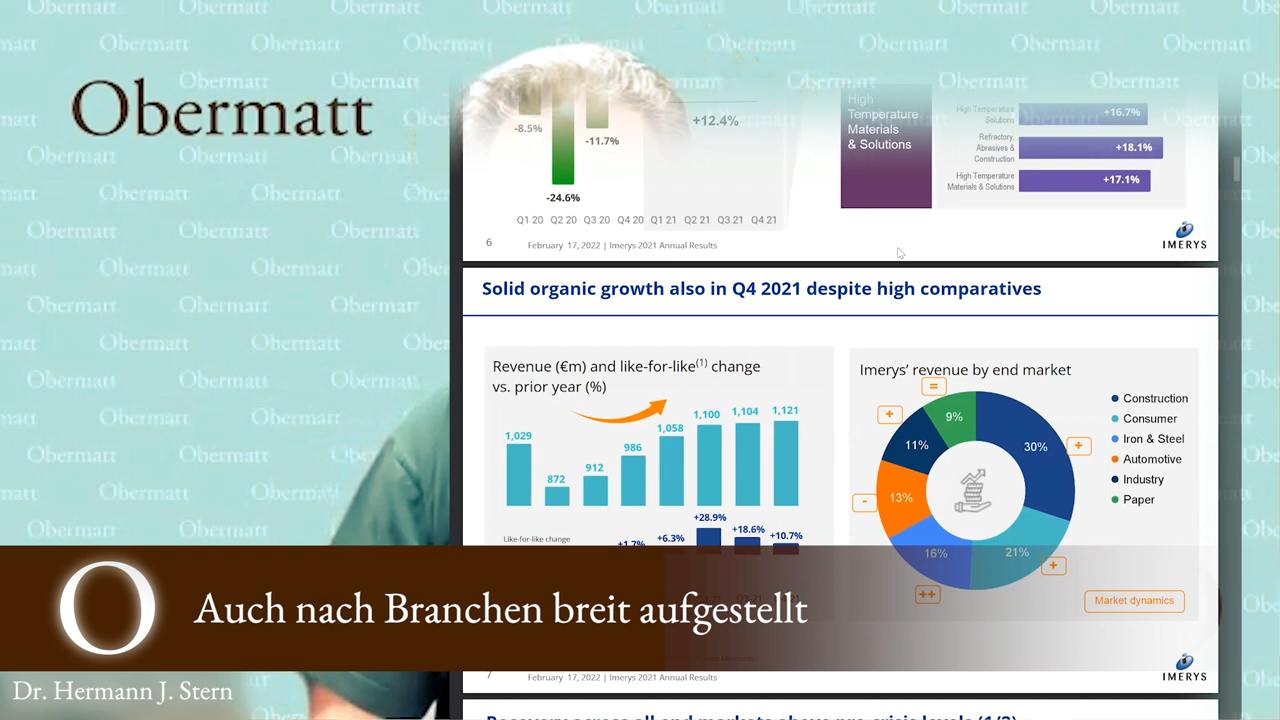 Obermatt
-8.5%
-24.6%
-11.7%
+12.4%
Q1 20 Q2 20 Q3 20 Q4 20 Q1 21 Q2 21 Q3 21 Q4 21
High
Temperature
Materials
& Solutions
High Temperature
Solutions
+16.7%
Refractory,
Abrasives &
Construction
+18.1%
High Temperature
Materials & Solutions
+17.1%
6
February 17, 2022 | Imerys 2021 Annual Results
IMERYS
Solid organic growth also in Q4 2021 despite high comparatives
Revenue (€m) and like-for-like(1) change
vs. prior year (%)
1,029
872
912
986
1,058
1,100
1,104
1,121
Like-for-like change
+1.7%
+6.3%
+28.9%
+18.6%
+10.7%
Imerys' revenue by end market
=
+
9%
11%
30%
+
-
13%
16%
21%
+
++
Construction
Consumer
Iron & Steel
Automotive
Industry
Paper
Market dynamics
O Auch nach Branchen breit aufgestellt
7
February 17, 2022 | Imerys 2021 Annual Results
IMERYS
Dr. Hermann J. Stern